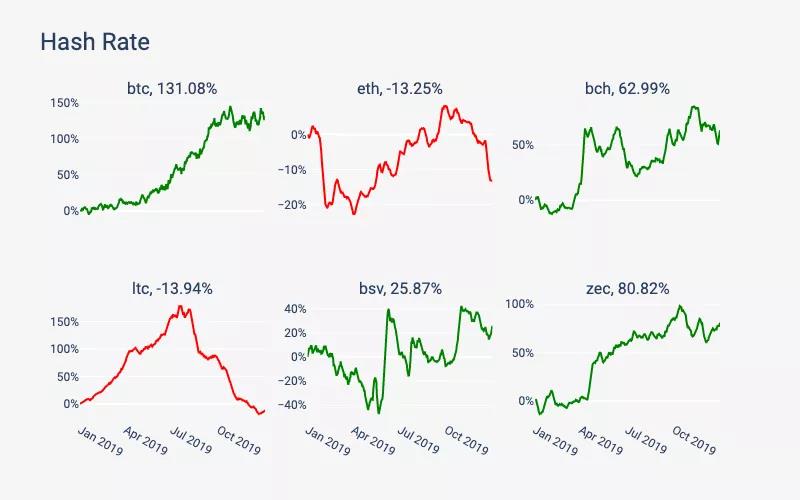 Hash Rate
btc, 131.08%
150%
100%
50%
0%
eth, -13.25%
0%
−10%
−20%
bch, 62.99%
50%
0%
ltc, -13.94%
150%
100%
50%
0%
Jan 2019
Apr 2019
Jul 2019
Oct 2019
bsv, 25.87%
40%
20%
0%
−20%
−40%
Jan 2019
Apr 2019
Jul 2019
Oct 2019
zec, 80.82%
100%
50%
0%
Jan 2019
Apr 2019
Jul 2019
Oct 2019